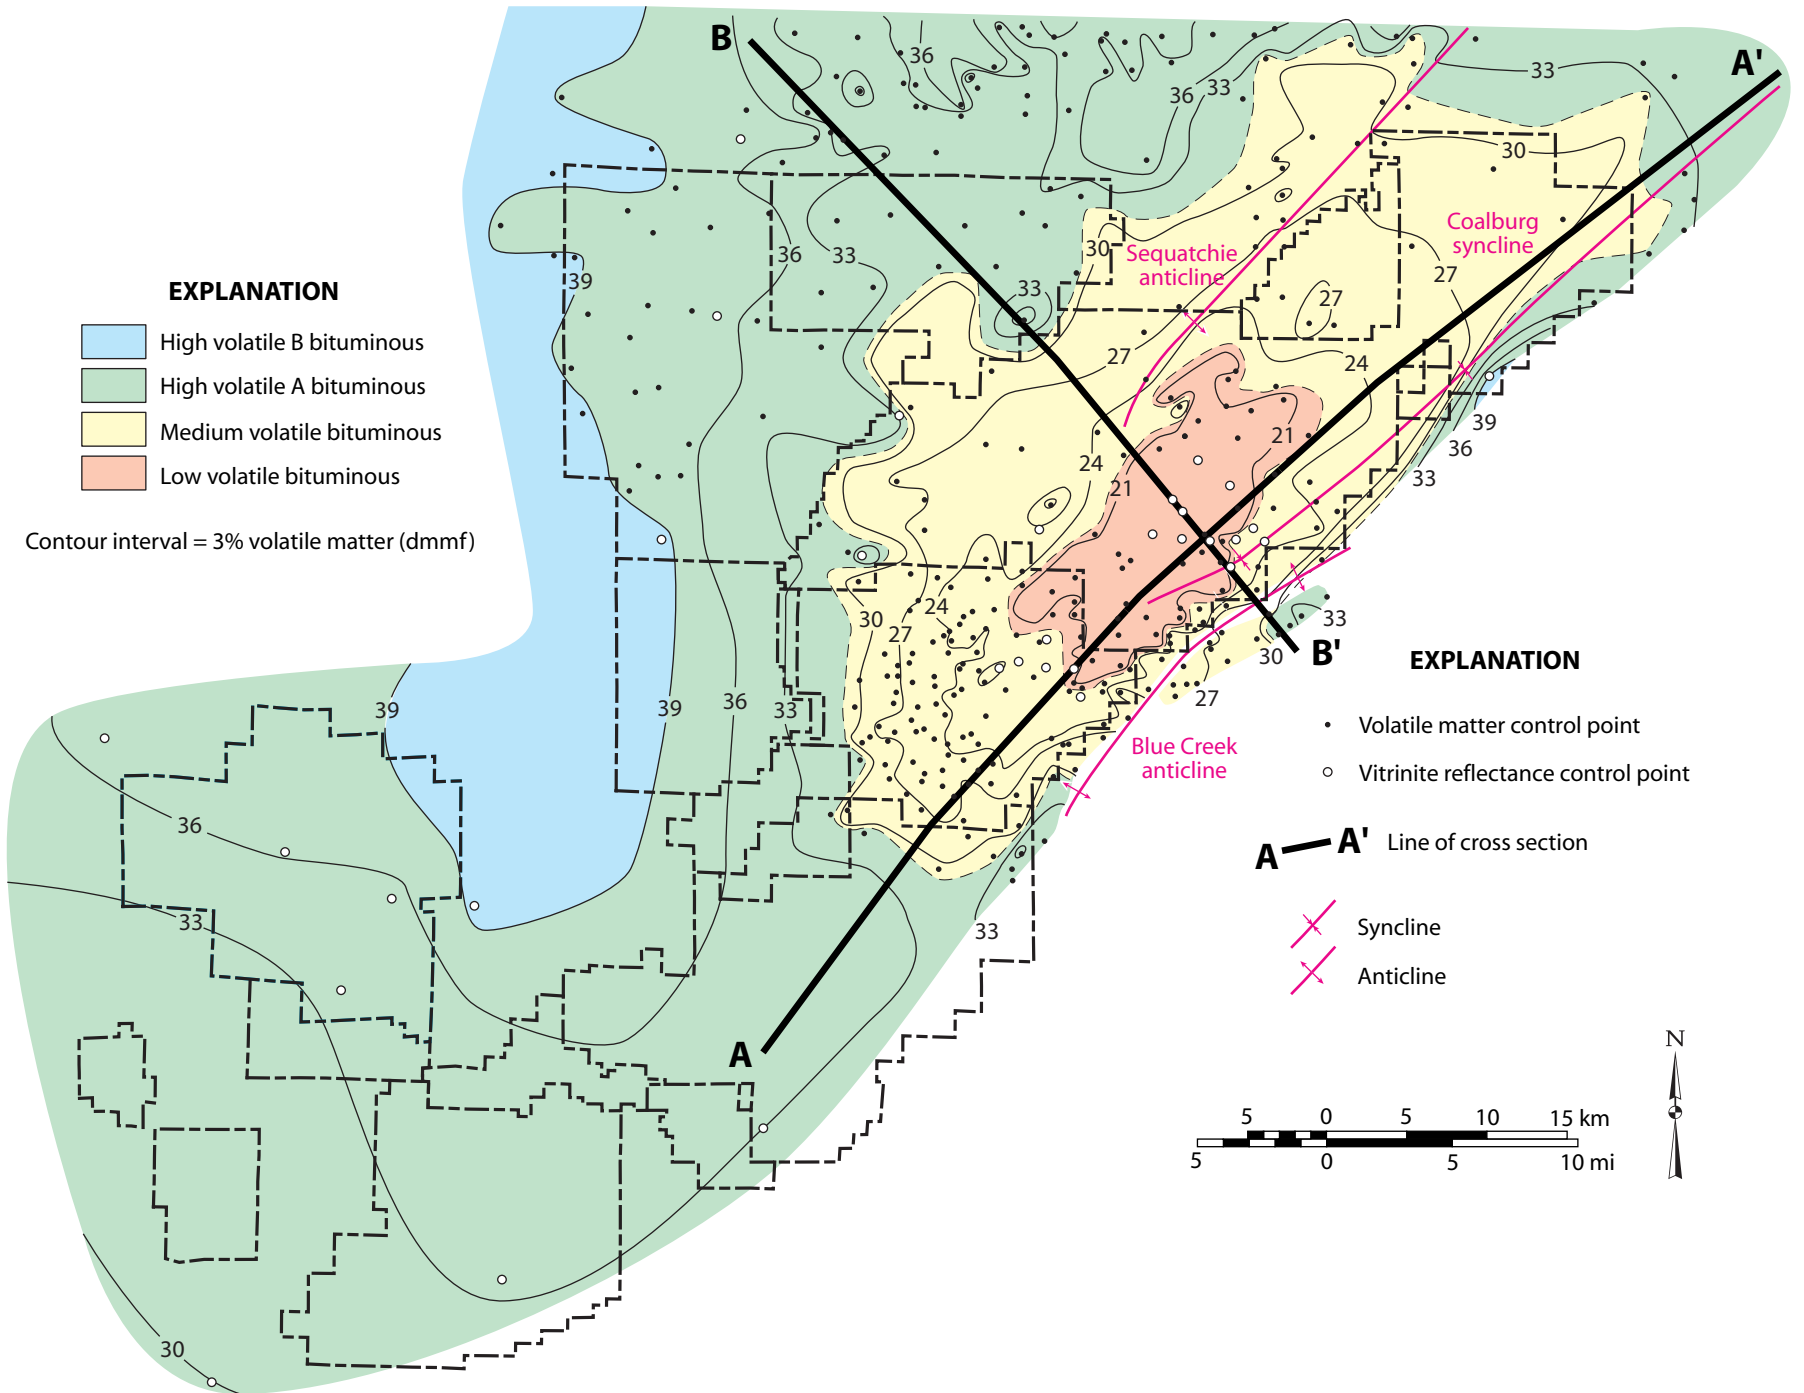 B
A'
36
33
36
33
30
Coalburg
syncline
Sequatchie
anticline
30
36
33
39
33
27
27
27
24
39
36
33
21
24
21
EXPLANATION
High volatile B bituminous
High volatile A bituminous
Medium volatile bituminous
Low volatile bituminous
Contour interval = 3% volatile matter (dmmf)
24
30
27
33
30
B'
27
39
39
36
33
Blue Creek
anticline
36
33
33
A
30
EXPLANATION
Volatile matter control point
Vitrinite reflectance control point
A
A'
Line of cross section
Syncline
Anticline
N
5 0 5 10 15 km
5 0 5 10 mi